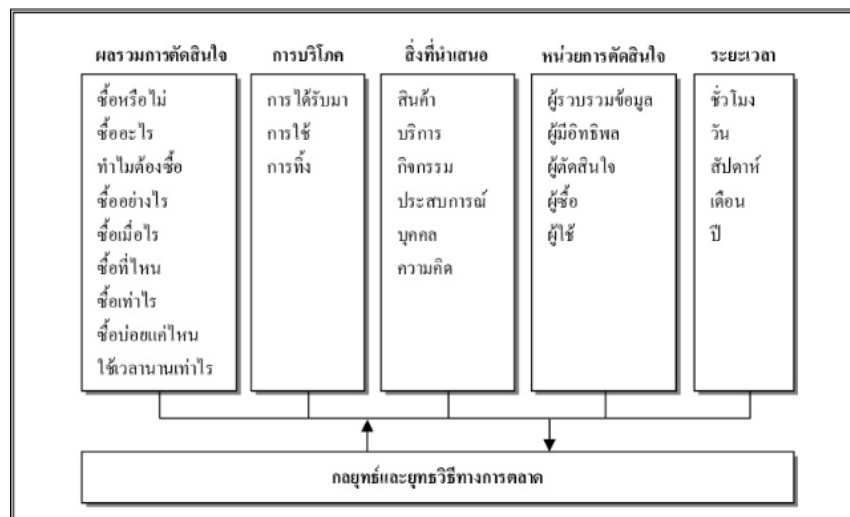 ผลรวมการตัดสินใจ
ซื้อหรือไม่
ซื้ออะไร
ทำไมต้องซื้อ
ซื้ออย่างไร
ซื้อเมื่อไร
ซื้อที่ไหน
ซื้อเท่าไร
ซื้อบ่อยแค่ไหน
ใช้เวลานานเท่าไร
การบริโภค
การได้รับมา
การใช้
การทิ้ง
สิ่งที่นำเสนอ
สินค้า
บริการ
กิจกรรม
ประสบการณ์
บุคคล
ความคิด
หน่วยการตัดสินใจ
ผู้รวบรวมข้อมูล
ผู้มีอิทธิพล
ผู้ตัดสินใจ
ผู้ซื้อ
ผู้ใช้
ระยะเวลา
ชั่วโมง
วัน
สัปดาห์
เดือน
ปี
กลยุทธ์และยุทธวิธีทางการตลาด